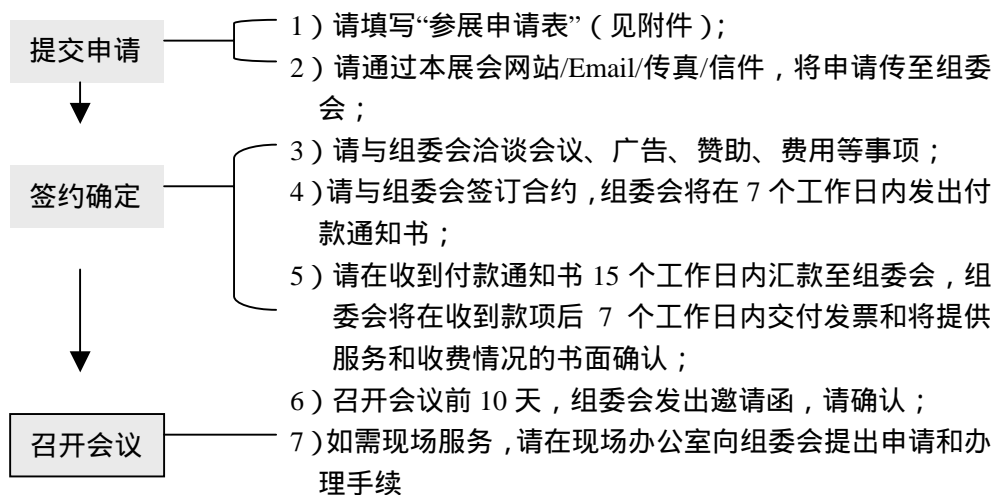 提交申请
1）请填写“参展申请表”（见附件）；
2）请通过本展会网站/Email/传真/信件，将申请传至组委
会；
签约确定
3）请与组委会洽谈会议、广告、赞助、费用等事项；
4）请与组委会签订合约，组委会将在 7 个工作日内发出付
款通知书；
5）请在收到付款通知书 15 个工作日内汇款至组委会，组
委会将在收到款项后 7 个工作日内交付发票和将提供
服务和收费情况的书面确认；
召开会议
6）召开会议前 10 天，组委会发出邀请函，请确认；
7）如需现场服务，请在现场办公室向组委会提出申请和办
理手续